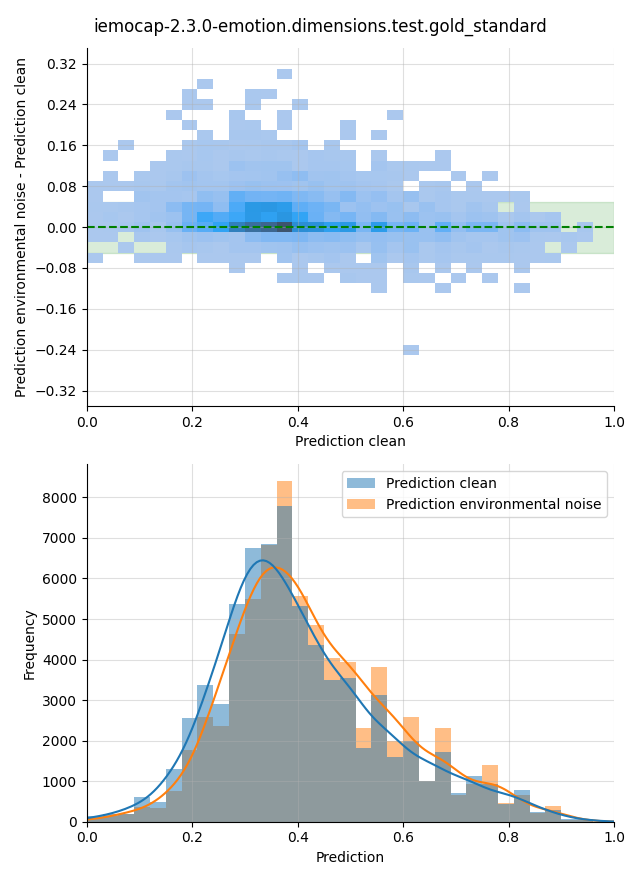 iemocap-2.3.0-emotion.dimensions.test.gold_standard
Prediction environmental noise - Prediction clean
0.32
0.24
0.16
0.08
0.00
−0.08
−0.16
−0.24
−0.32
0.0 0.2 0.4 0.6 0.8 1.0
Prediction clean
Prediction clean
Prediction environmental noise
Frequency
8000
7000
6000
5000
4000
3000
2000
1000
0
0.0 0.2 0.4 0.6 0.8 1.0
Prediction